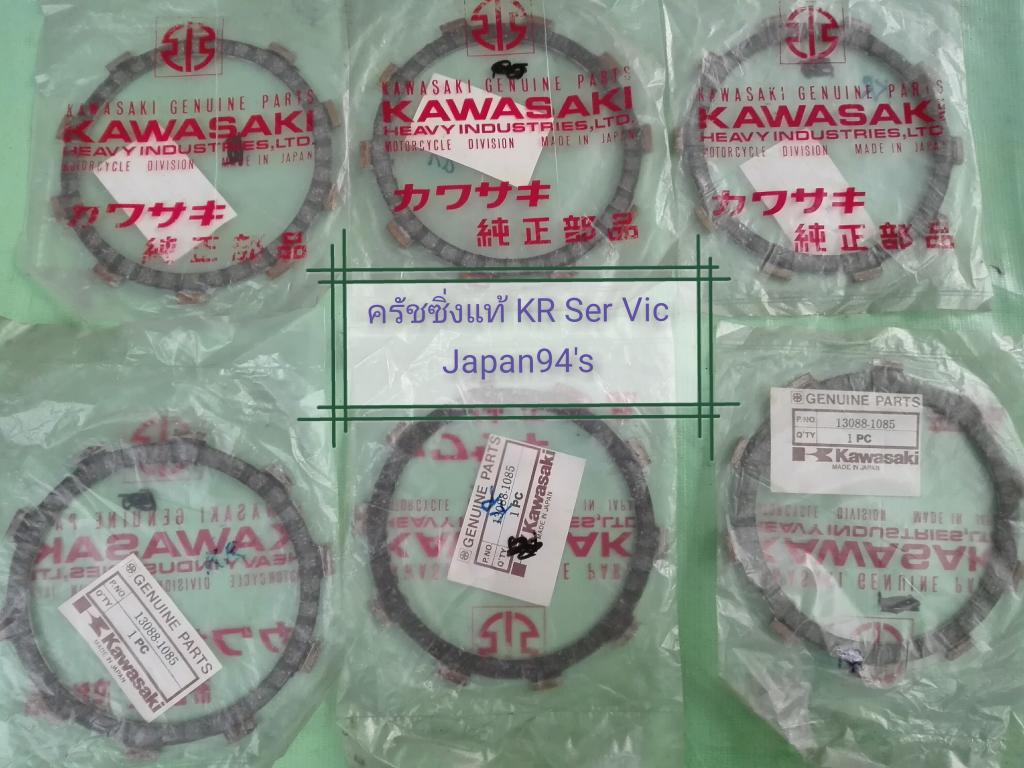 KAWASAKI GENUINE PARTS
KAWASAKI
HEAVY INDUSTRIES, LTD.
MOTORCYCLE DIVISION MADE IN JAPAN
カワサキ
純正部品
KAWASAKI GENUINE PARTS
KAWASAKI
HEAVY INDUSTRIES, LTD.
MOTORCYCLE DIVISION MADE IN JAPAN
カワサキ
純正部品
KAWASAKI GENUINE PARTS
KAWASAKI
HEAVY INDUSTRIES, LTD.
MOTORCYCLE DIVISION MADE IN JAPAN
カワサキ
純正部品
ครัชซิ่งแท้ KR Ser Vic
Japan94's
GENUINE PARTS
P.NO. 13088-1085
Q'TY 1 PC
Kawasaki
MADE IN JAPAN
GENUINE PARTS
P.NO. 13088-1085
Q'TY 1 PC
Kawasaki
MADE IN JAPAN
GENUINE PARTS
P.NO. 13088-1085
Q'TY 1 PC
Kawasaki
MADE IN JAPAN